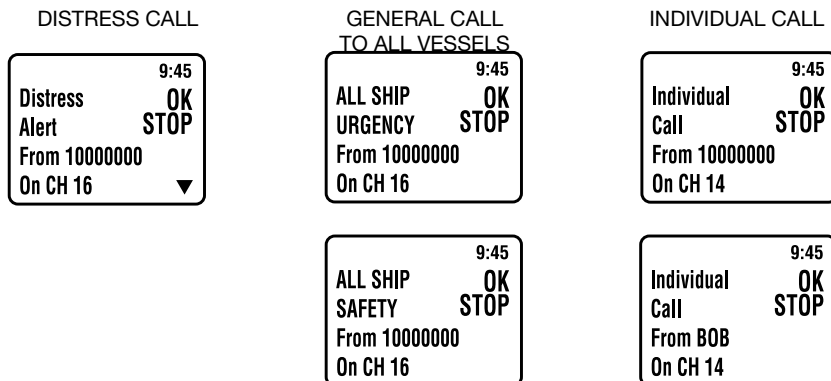 DISTRESS CALL
9:45
Distress OK
Alert STOP
From 10000000
On CH 16 ▼
GENERAL CALL
TO ALL VESSELS
9:45
ALL SHIP OK
URGENCY STOP
From 10000000
On CH 16
9:45
ALL SHIP OK
SAFETY STOP
From 10000000
On CH 16
INDIVIDUAL CALL
9:45
Individual OK
Call STOP
From 10000000
On CH 14
9:45
Individual OK
Call STOP
From BOB
On CH 14